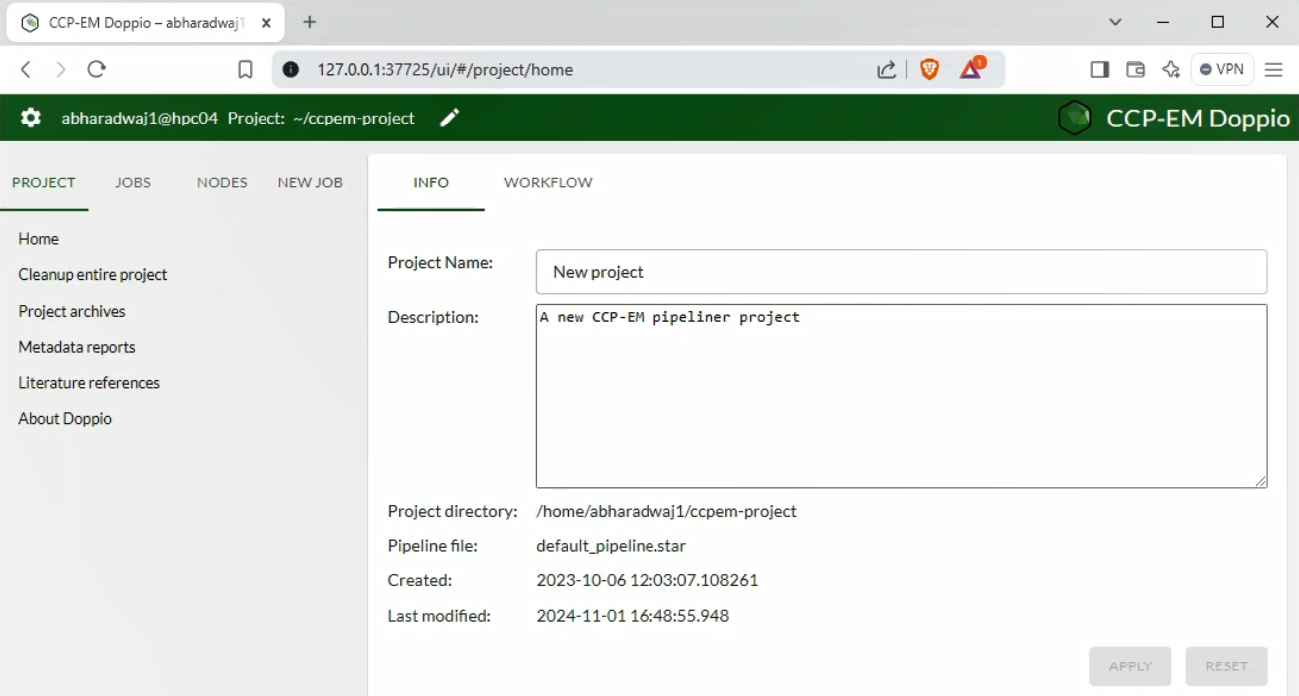 CCP-EM Doppio – abharadwaj1
127.0.0.1:37725/ui/#/project/home
1
VPN
abharadwaj1@hpc04 Project: ~/ccpem-project
CCP-EM Doppio
PROJECT JOBS NODES NEW JOB
INFO WORKFLOW
Home
Cleanup entire project
Project archives
Metadata reports
Literature references
About Doppio
Project Name: New project
Description: A new CCP-EM pipeliner project
Project directory: /home/abharadwaj1/ccpem-project
Pipeline file: default_pipeline.star
Created: 2023-10-06 12:03:07.108261
Last modified: 2024-11-01 16:48:55.948
APPLY RESET